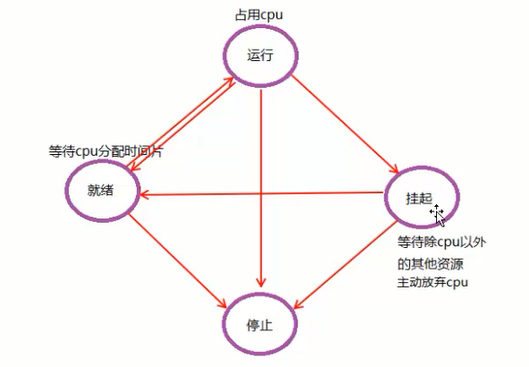 占用cpu
运行
等待cpu分配时间片
就绪
挂起
等待除cpu以外
的其他资源
主动放弃cpu
停止